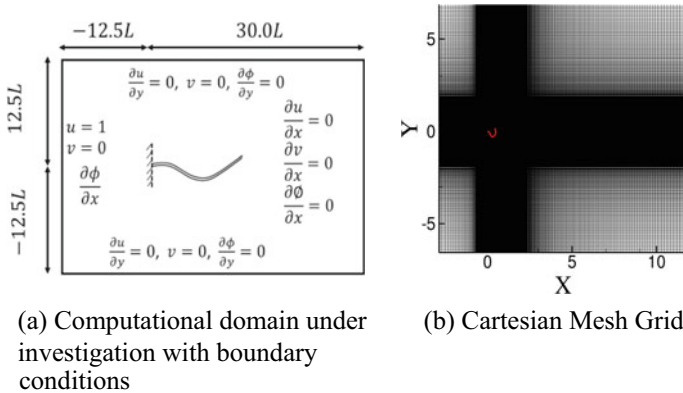 −12.5L 30.0L
12.5L
−12.5L
∂u/∂y = 0, v = 0, ∂ϕ/∂y = 0
u = 1
v = 0
∂ϕ/∂x
∂u/∂x = 0
∂v/∂x = 0
∂Ø/∂x = 0
∂u/∂y = 0, v = 0, ∂ϕ/∂y = 0
(a) Computational domain under
investigation with boundary
conditions
5
Y 0
-5
0 5 10
X
(b) Cartesian Mesh Grid